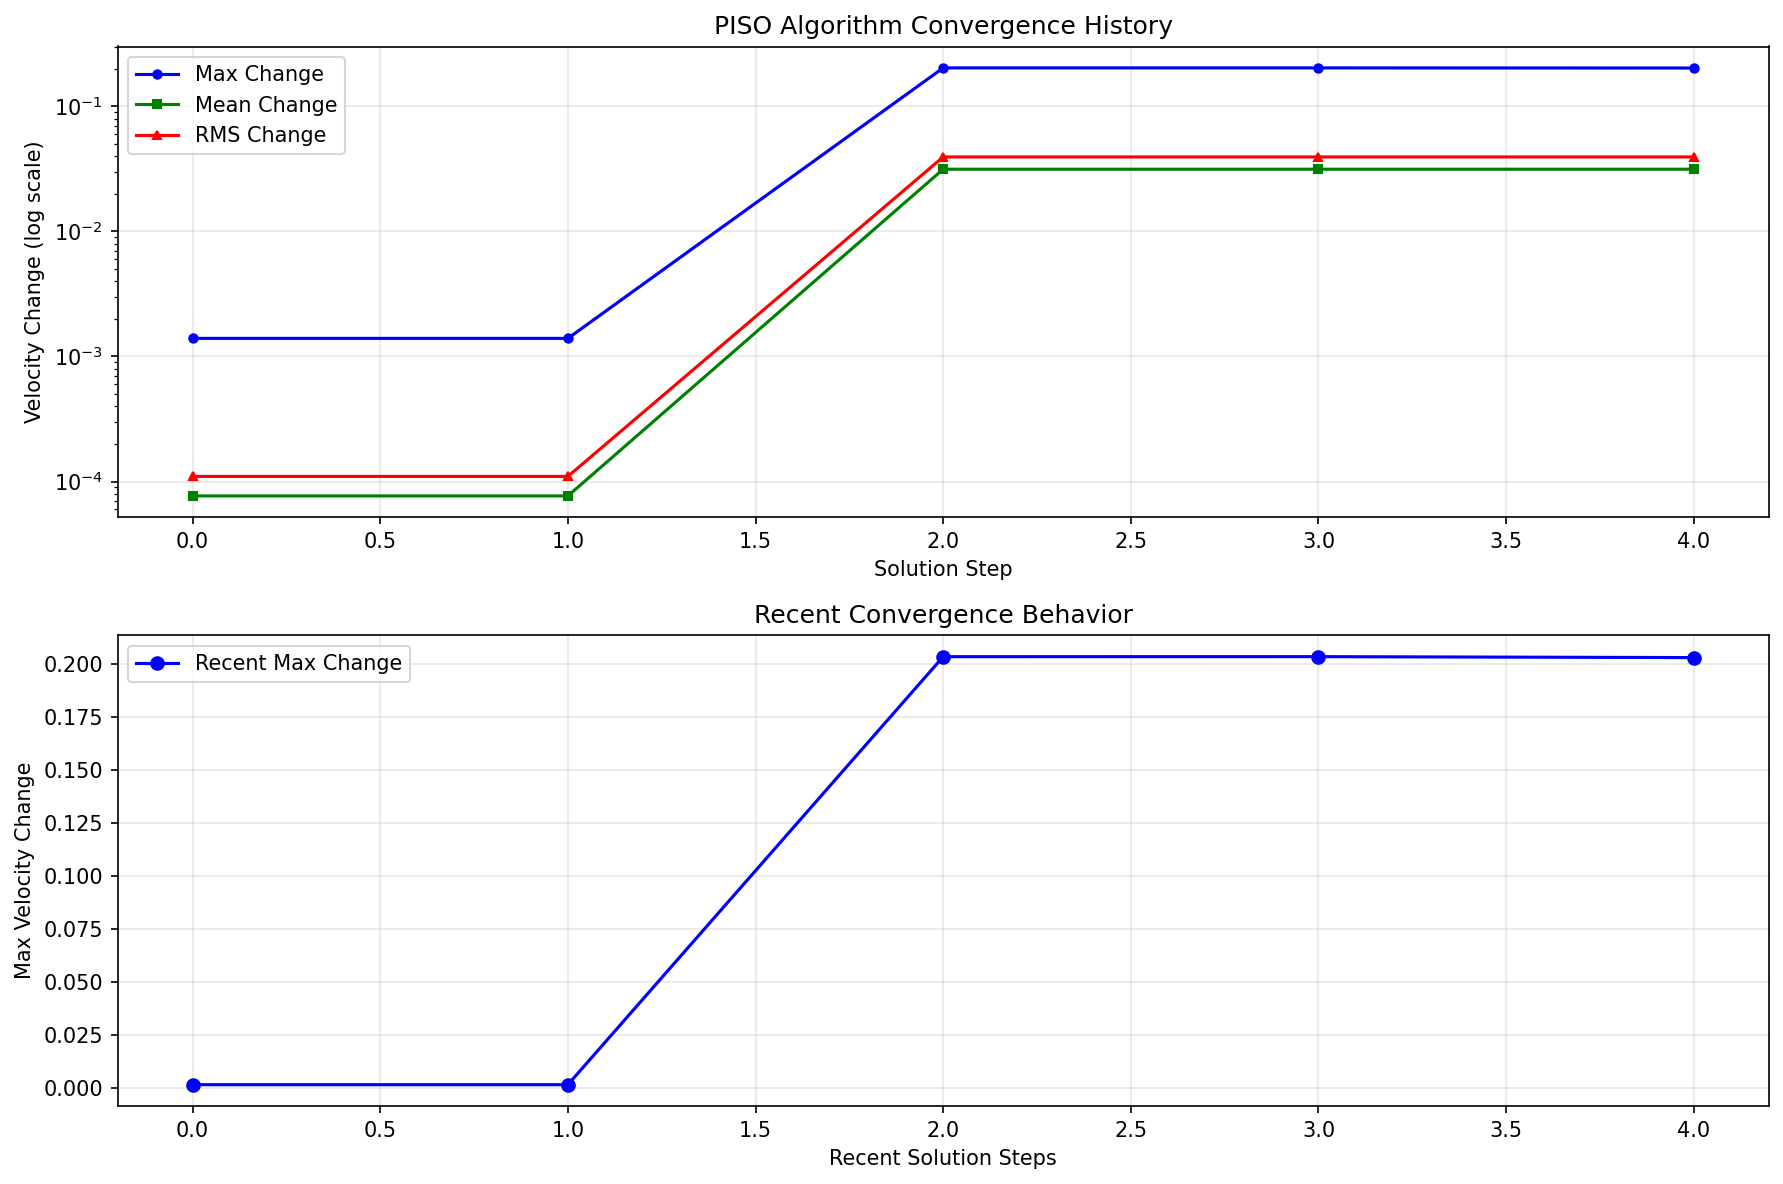 PISO Algorithm Convergence History
Max Change
Mean Change
RMS Change
Velocity Change (log scale)
10⁻¹
10⁻²
10⁻³
10⁻⁴
0.0 0.5 1.0 1.5 2.0 2.5 3.0 3.5 4.0
Solution Step
Recent Convergence Behavior
Recent Max Change
Max Velocity Change
0.200
0.175
0.150
0.125
0.100
0.075
0.050
0.025
0.000
0.0 0.5 1.0 1.5 2.0 2.5 3.0 3.5 4.0
Recent Solution Steps